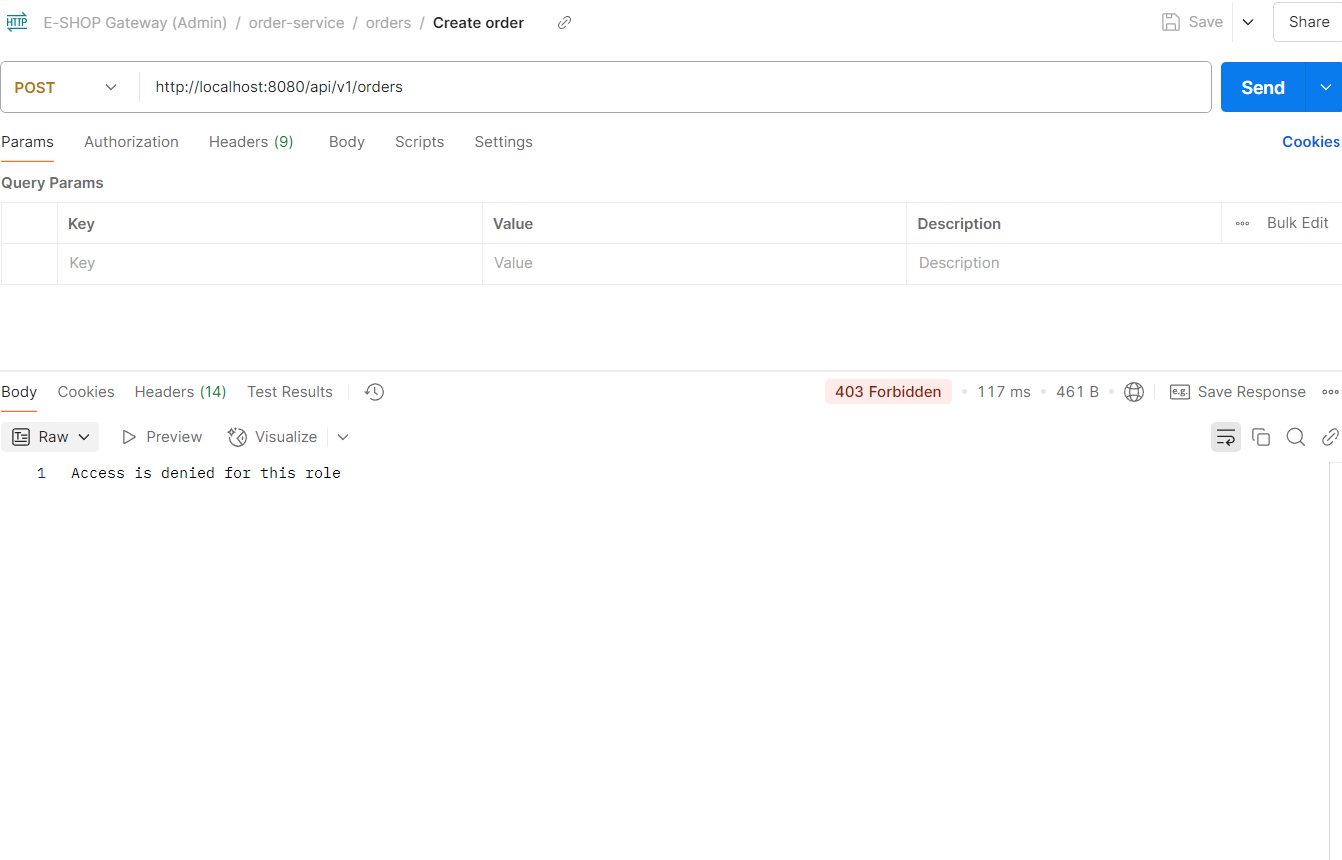 HTTP E-SHOP Gateway (Admin) / order-service / orders / Create order Save Share
POST http://localhost:8080/api/v1/orders Send
Params Authorization Headers (9) Body Scripts Settings Cookies
Query Params
Key Value Description Bulk Edit
Key Value Description
Body Cookies Headers (14) Test Results 403 Forbidden • 117 ms • 461 B • e.g. Save Response
Raw Preview Visualize
1 Access is denied for this role